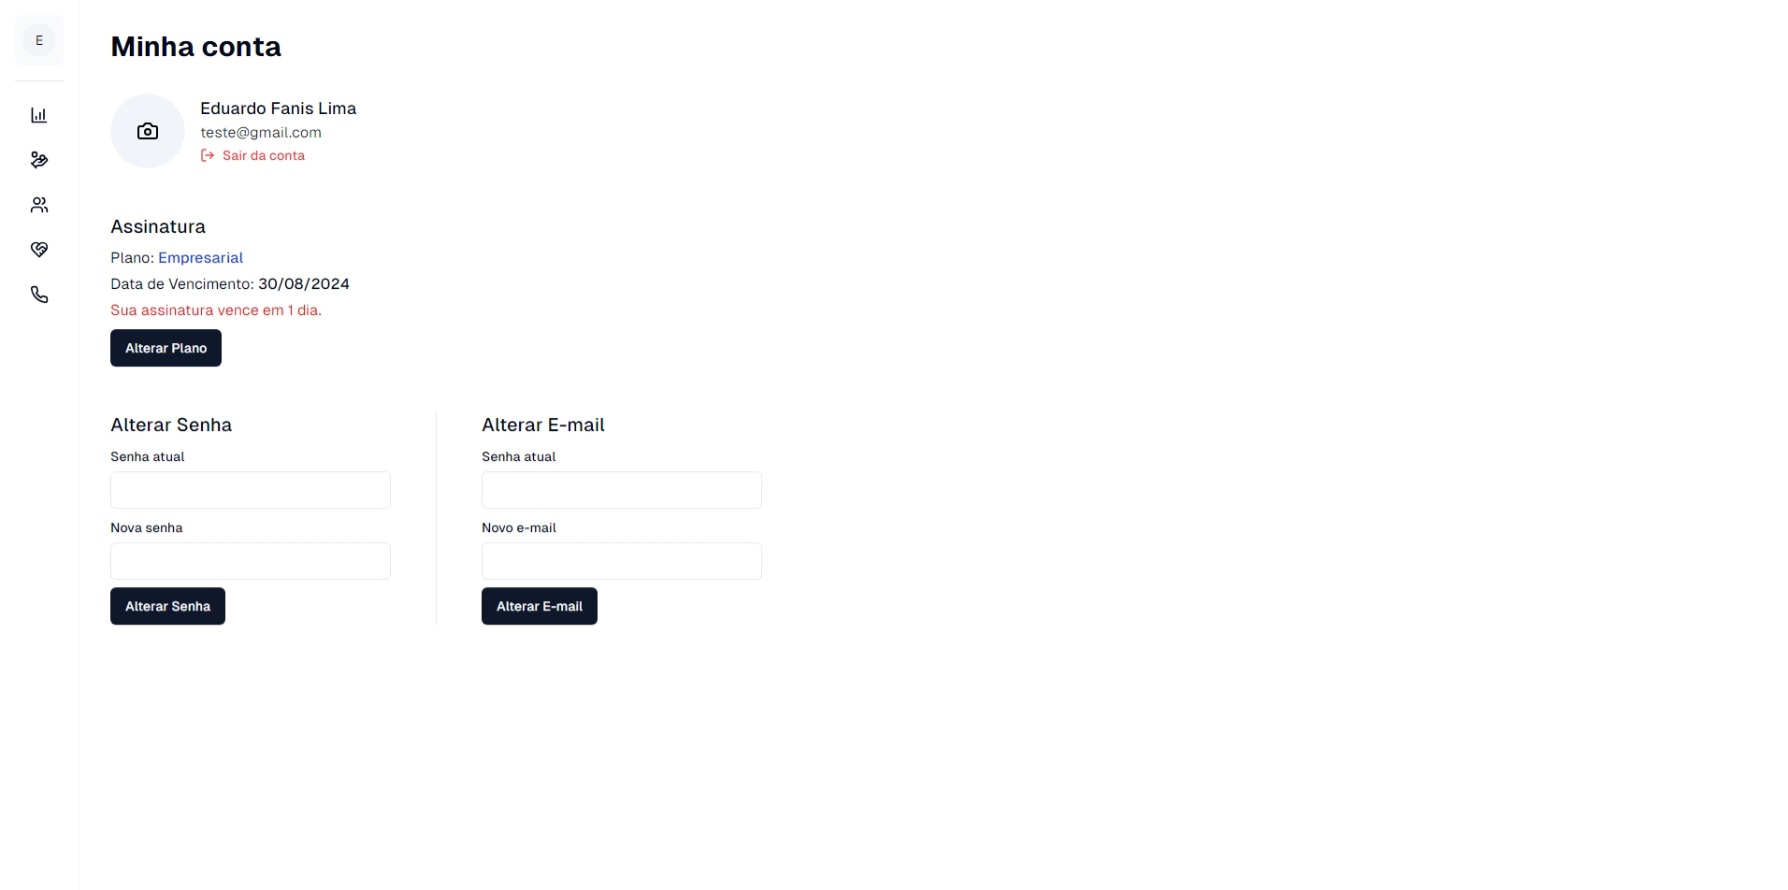 E
Minha conta
Eduardo Fanis Lima
teste@gmail.com
Sair da conta
Assinatura
Plano: Empresarial
Data de Vencimento: 30/08/2024
Sua assinatura vence em 1 dia.
Alterar Plano
Alterar Senha
Senha atual
Nova senha
Alterar Senha
Alterar E-mail
Senha atual
Novo e-mail
Alterar E-mail